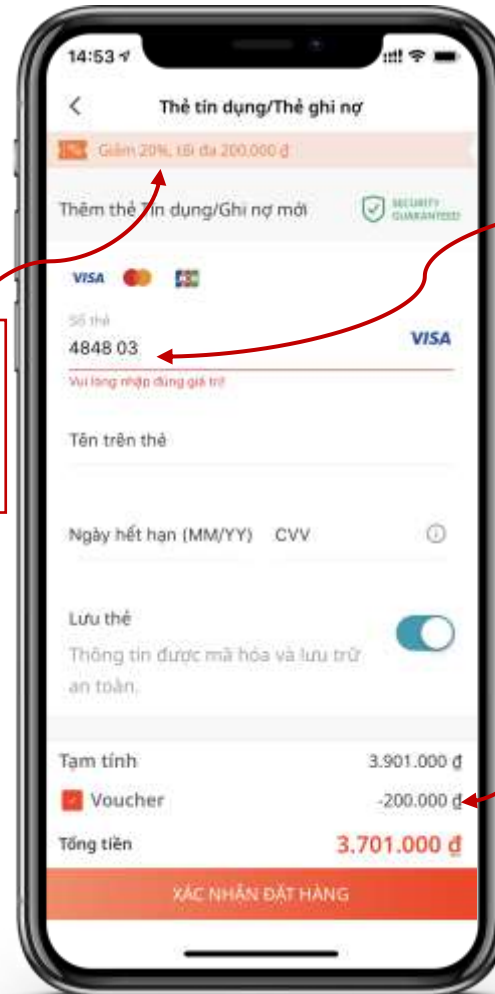 14:53
Thẻ tín dụng/Thẻ ghi nợ
Giảm 20%, tối đa 200.000 ₫
Thêm thẻ Tín dụng/Ghi nợ mới
SECURITY
GUARANTEED
VISA
Số thẻ
4848 03
VISA
Vui lòng nhập đúng giá trị!
Tên trên thẻ
Ngày hết hạn (MM/YY) CVV
Lưu thẻ
Thông tin được mã hóa và lưu trữ
an toàn.
Tạm tính 3.901.000 ₫
Voucher -200.000 ₫
Tổng tiền 3.701.000 ₫
XÁC NHẬN ĐẶT HÀNG